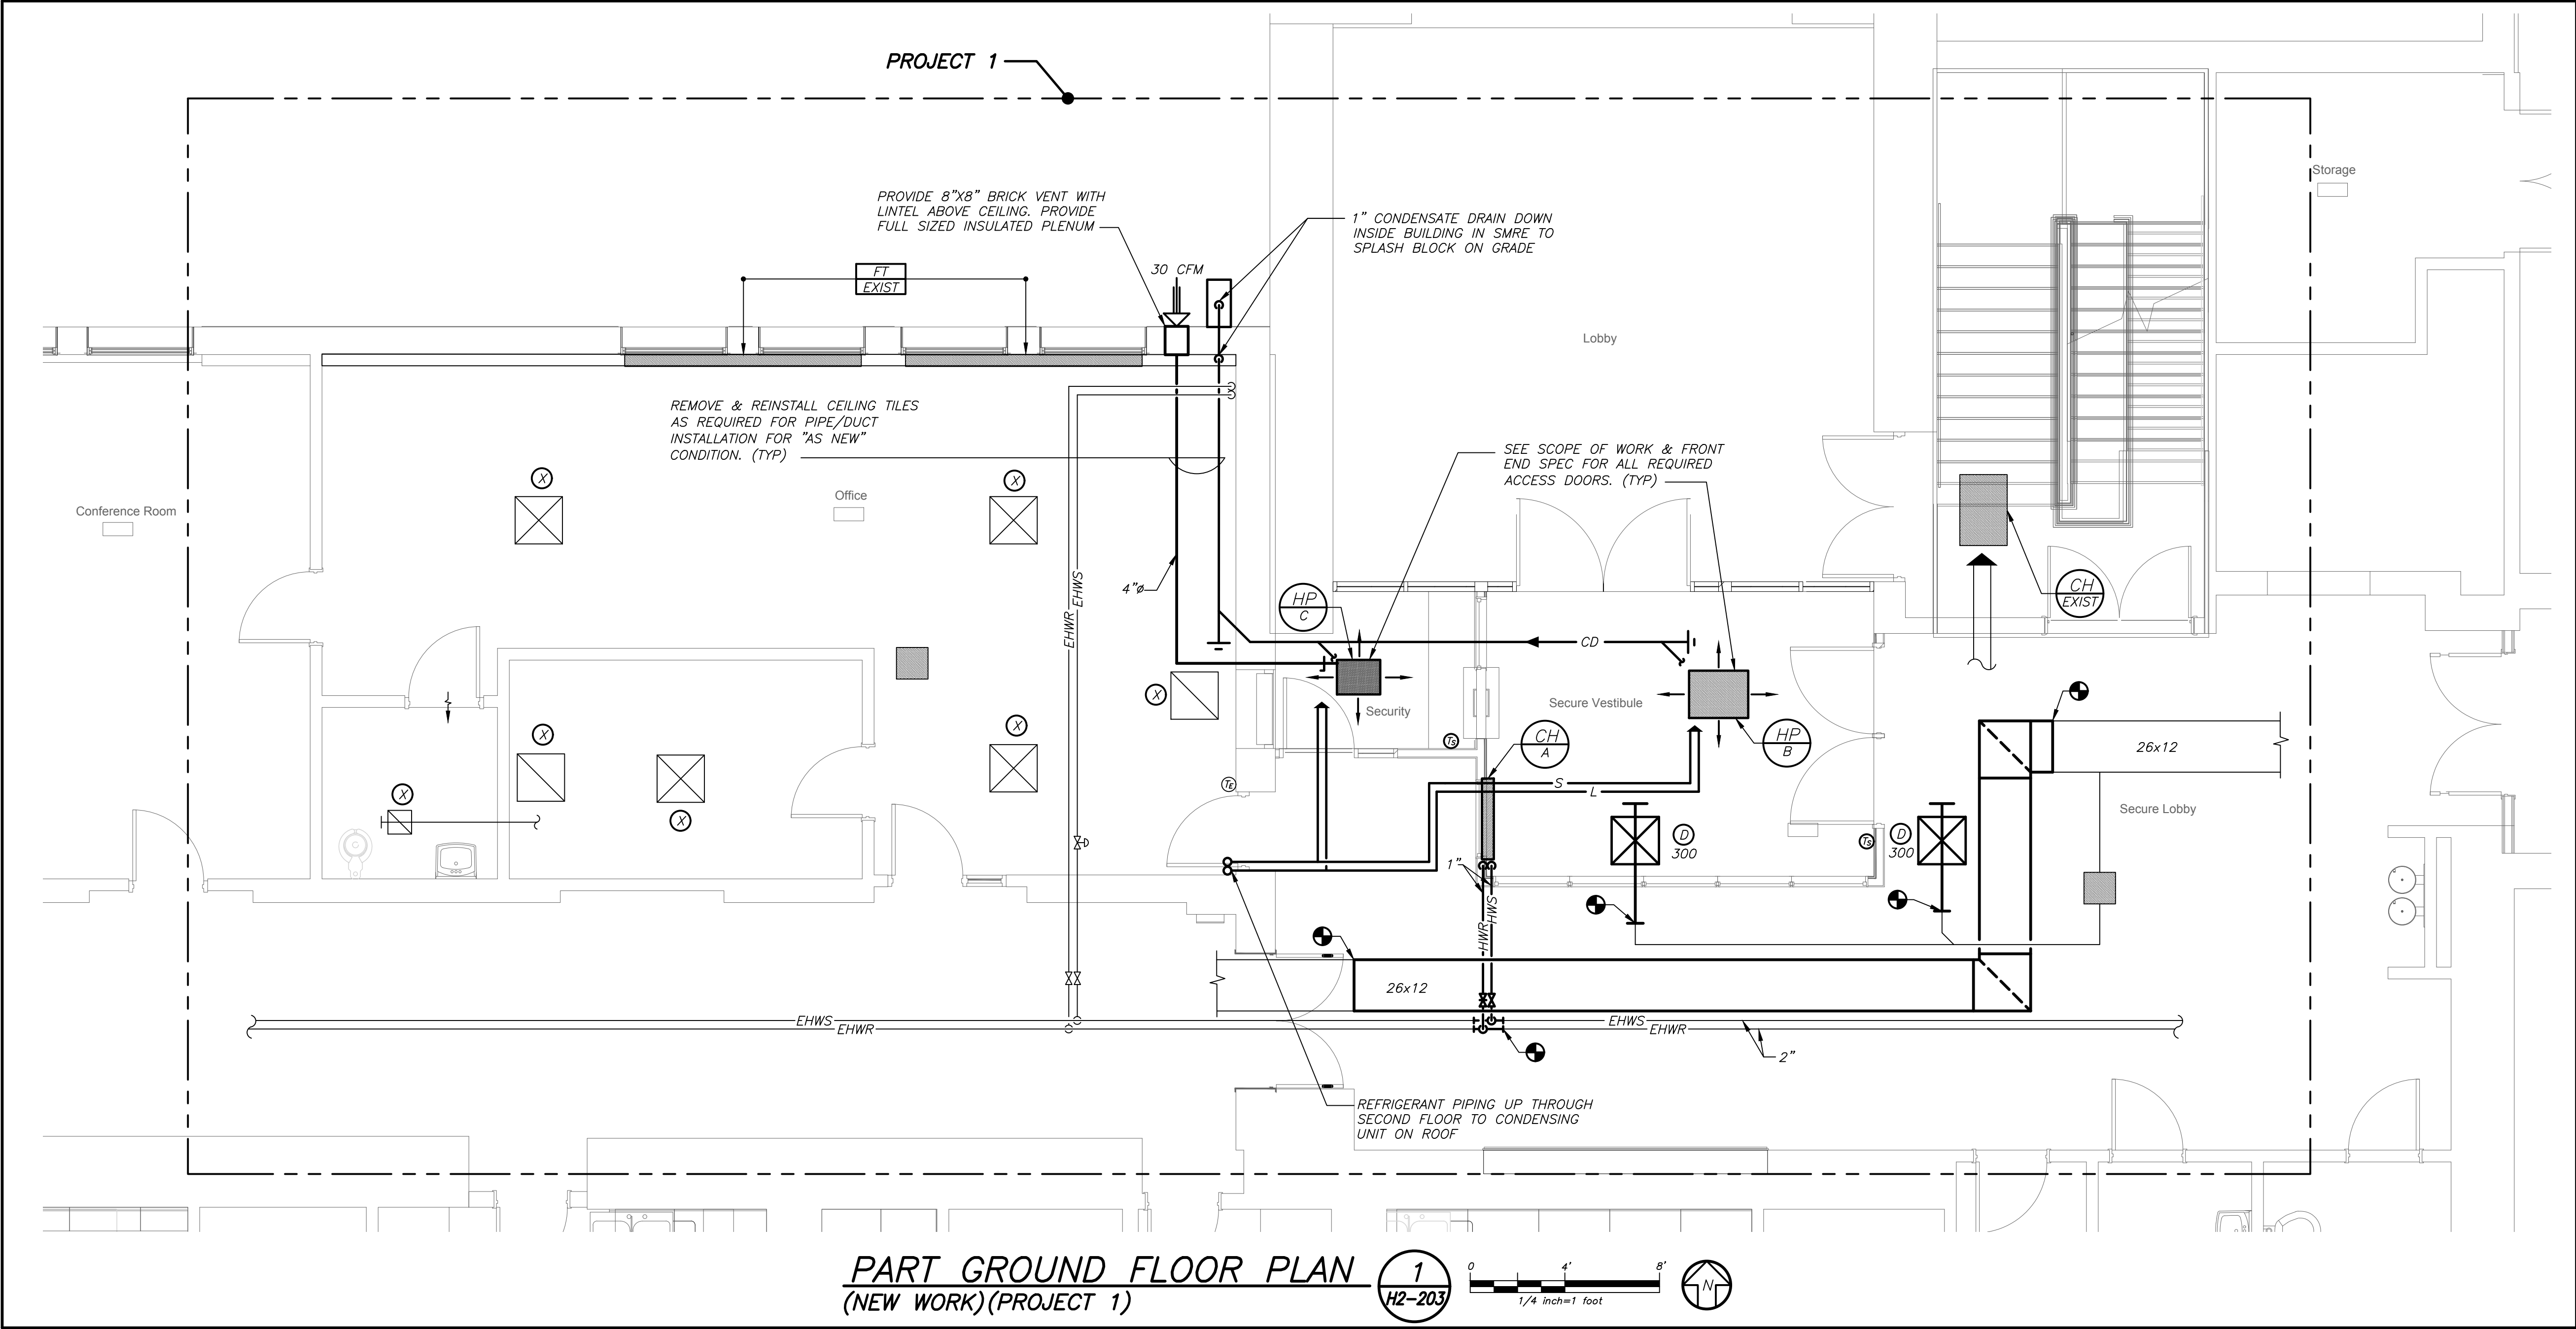 PROJECT 1
PROVIDE 8"X8" BRICK VENT WITH
LINTEL ABOVE CEILING. PROVIDE
FULL SIZED INSULATED PLENUM
1" CONDENSATE DRAIN DOWN
INSIDE BUILDING IN SMRE TO
SPLASH BLOCK ON GRADE
Storage
FT
EXIST
30 CFM
Lobby
REMOVE & REINSTALL CEILING TILES
AS REQUIRED FOR PIPE/DUCT
INSTALLATION FOR "AS NEW"
CONDITION. (TYP)
SEE SCOPE OF WORK & FRONT
END SPEC FOR ALL REQUIRED
ACCESS DOORS. (TYP)
X
X
Conference Room
Office
EHWR
EHWS
4"ø
HP
C
CH
EXIST
CD
X
Security
Secure Vestibule
X
X
TS
CH
A
HP
B
26x12
X
X
TE
S
L
Secure Lobby
D
300
TS
D
300
1"
HWR
HWS
26x12
EHWS
EHWR
EHWS
EHWR
2"
REFRIGERANT PIPING UP THROUGH
SECOND FLOOR TO CONDENSING
UNIT ON ROOF
PART GROUND FLOOR PLAN
(NEW WORK)(PROJECT 1)
1
H2-203
0 4' 8'
1/4 inch=1 foot
N